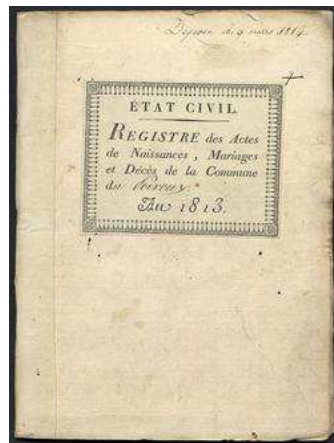 Déposé le 9 mars 1814
ÉTAT CIVIL
REGISTRE des Actes
de Naissances, Mariages
et Décès de la Commune
du Poiroux.
An 1813.